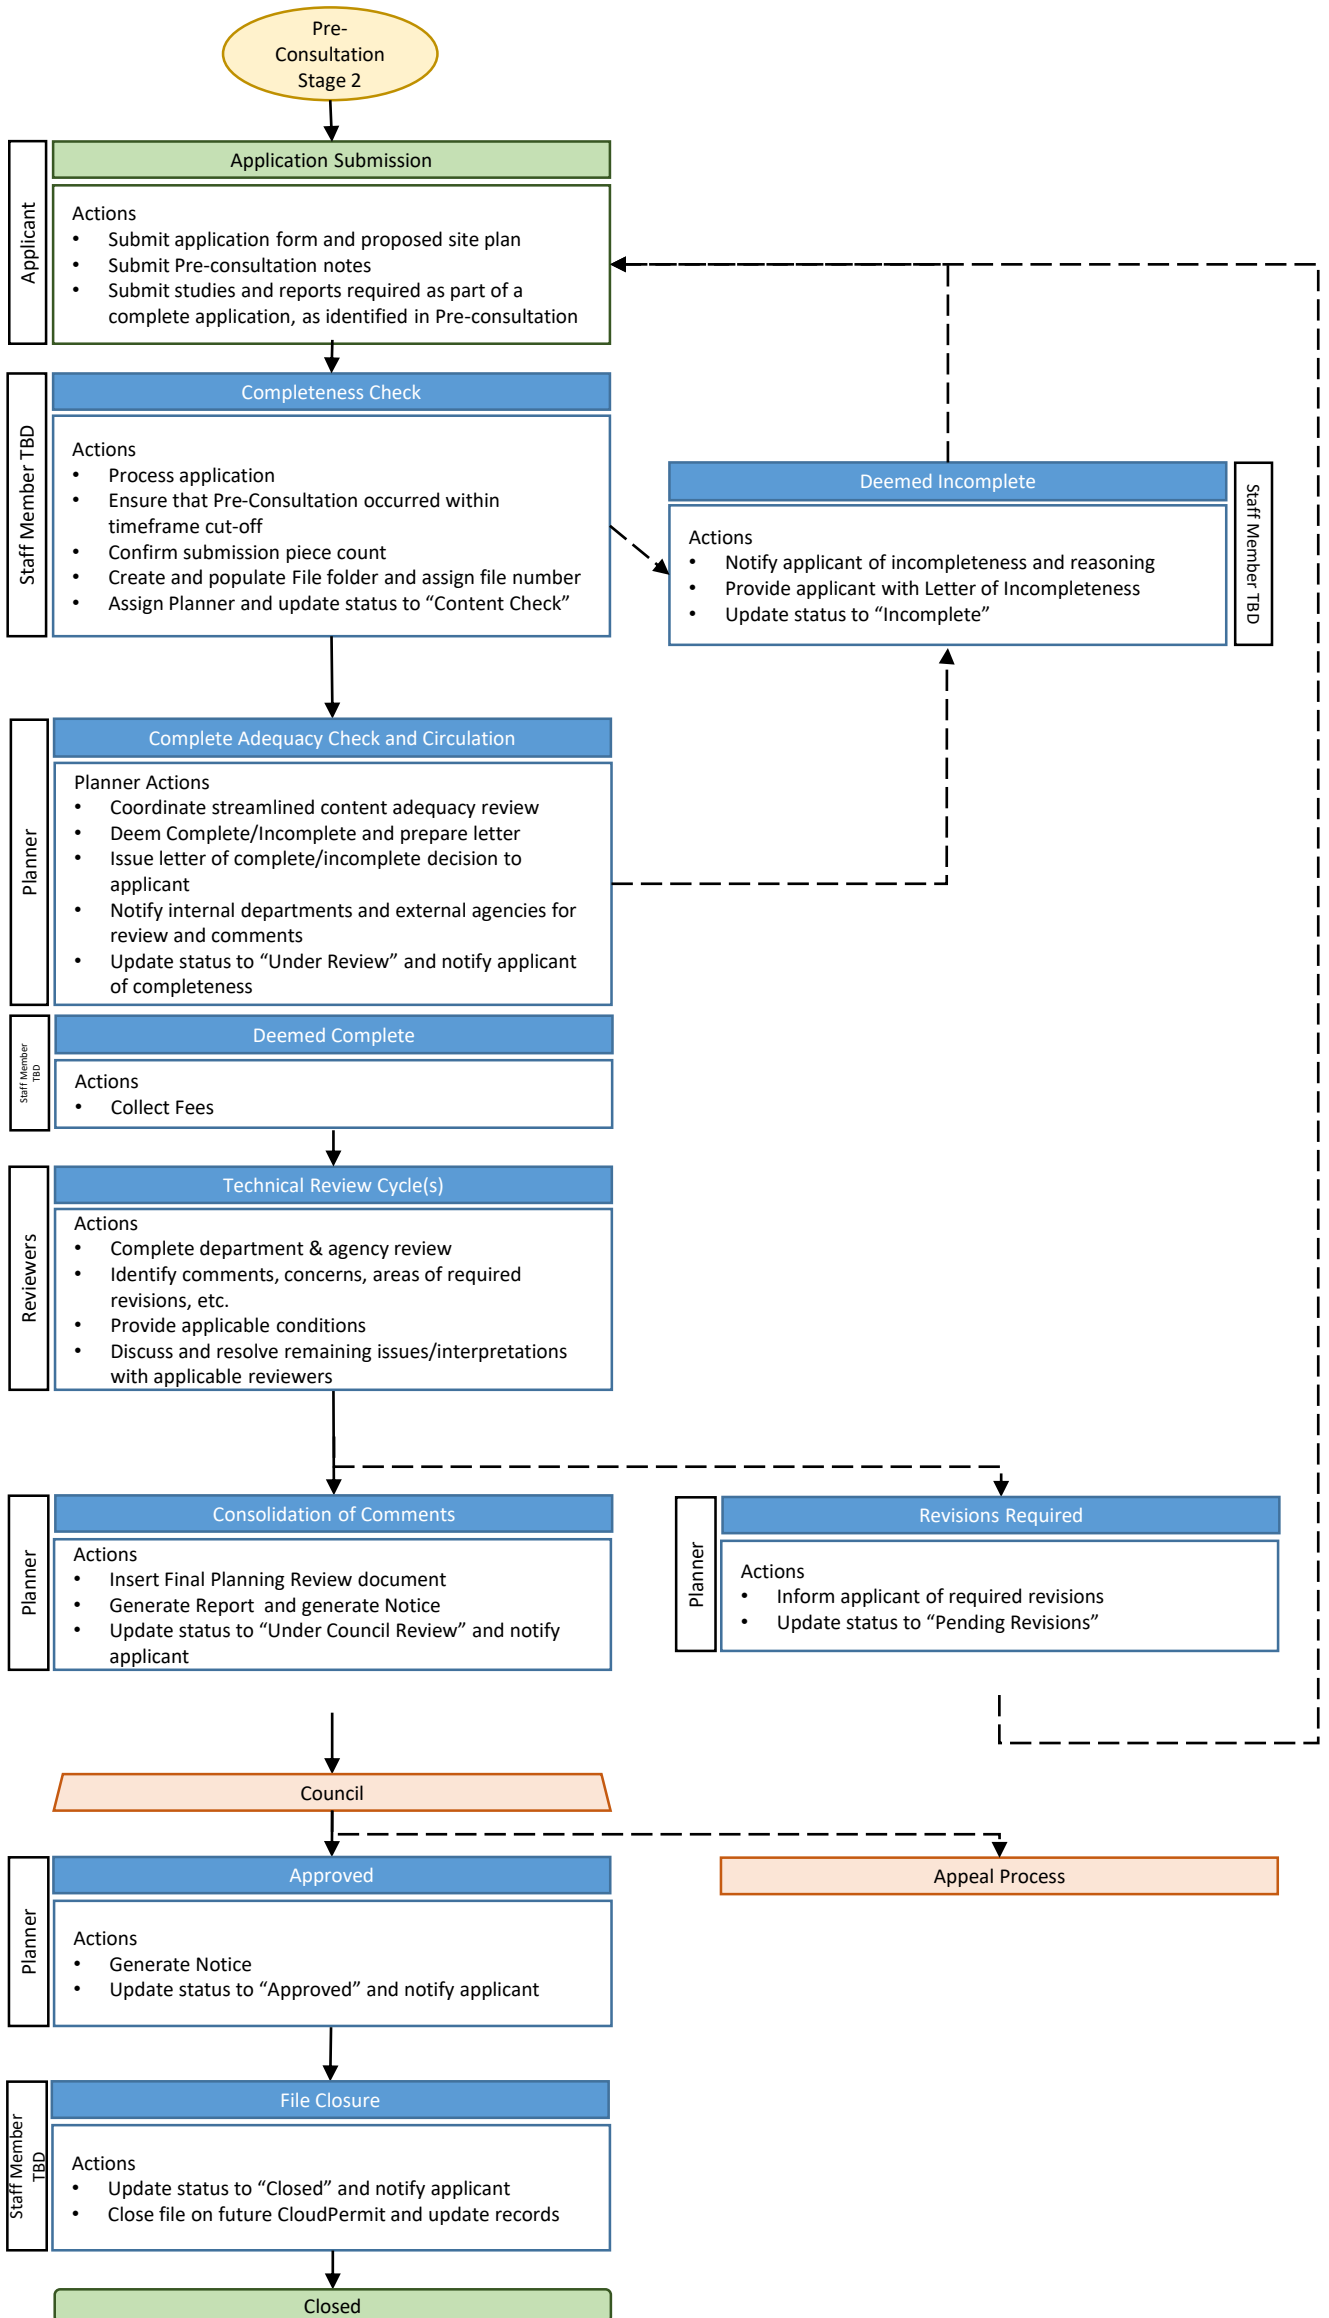 Pre-
Consultation
Stage 2
Applicant
Application Submission
Actions
• Submit application form and proposed site plan
• Submit Pre-consultation notes
• Submit studies and reports required as part of a
complete application, as identified in Pre-consultation
Staff Member TBD
Completeness Check
Actions
• Process application
• Ensure that Pre-Consultation occurred within
timeframe cut-off
• Confirm submission piece count
• Create and populate File folder and assign file number
• Assign Planner and update status to “Content Check”
Deemed Incomplete
Actions
• Notify applicant of incompleteness and reasoning
• Provide applicant with Letter of Incompleteness
• Update status to “Incomplete”
Staff Member TBD
Planner
Complete Adequacy Check and Circulation
Planner Actions
• Coordinate streamlined content adequacy review
• Deem Complete/Incomplete and prepare letter
• Issue letter of complete/incomplete decision to
applicant
• Notify internal departments and external agencies for
review and comments
• Update status to “Under Review” and notify applicant
of completeness
Staff Member
TBD
Deemed Complete
Actions
• Collect Fees
Reviewers
Technical Review Cycle(s)
Actions
• Complete department & agency review
• Identify comments, concerns, areas of required
revisions, etc.
• Provide applicable conditions
• Discuss and resolve remaining issues/interpretations
with applicable reviewers
Planner
Consolidation of Comments
Actions
• Insert Final Planning Review document
• Generate Report  and generate Notice
• Update status to “Under Council Review” and notify
applicant
Planner
Revisions Required
Actions
• Inform applicant of required revisions
• Update status to “Pending Revisions”
Council
Planner
Approved
Actions
• Generate Notice
• Update status to “Approved” and notify applicant
Appeal Process
Staff Member
TBD
File Closure
Actions
• Update status to “Closed” and notify applicant
• Close file on future CloudPermit and update records
Closed